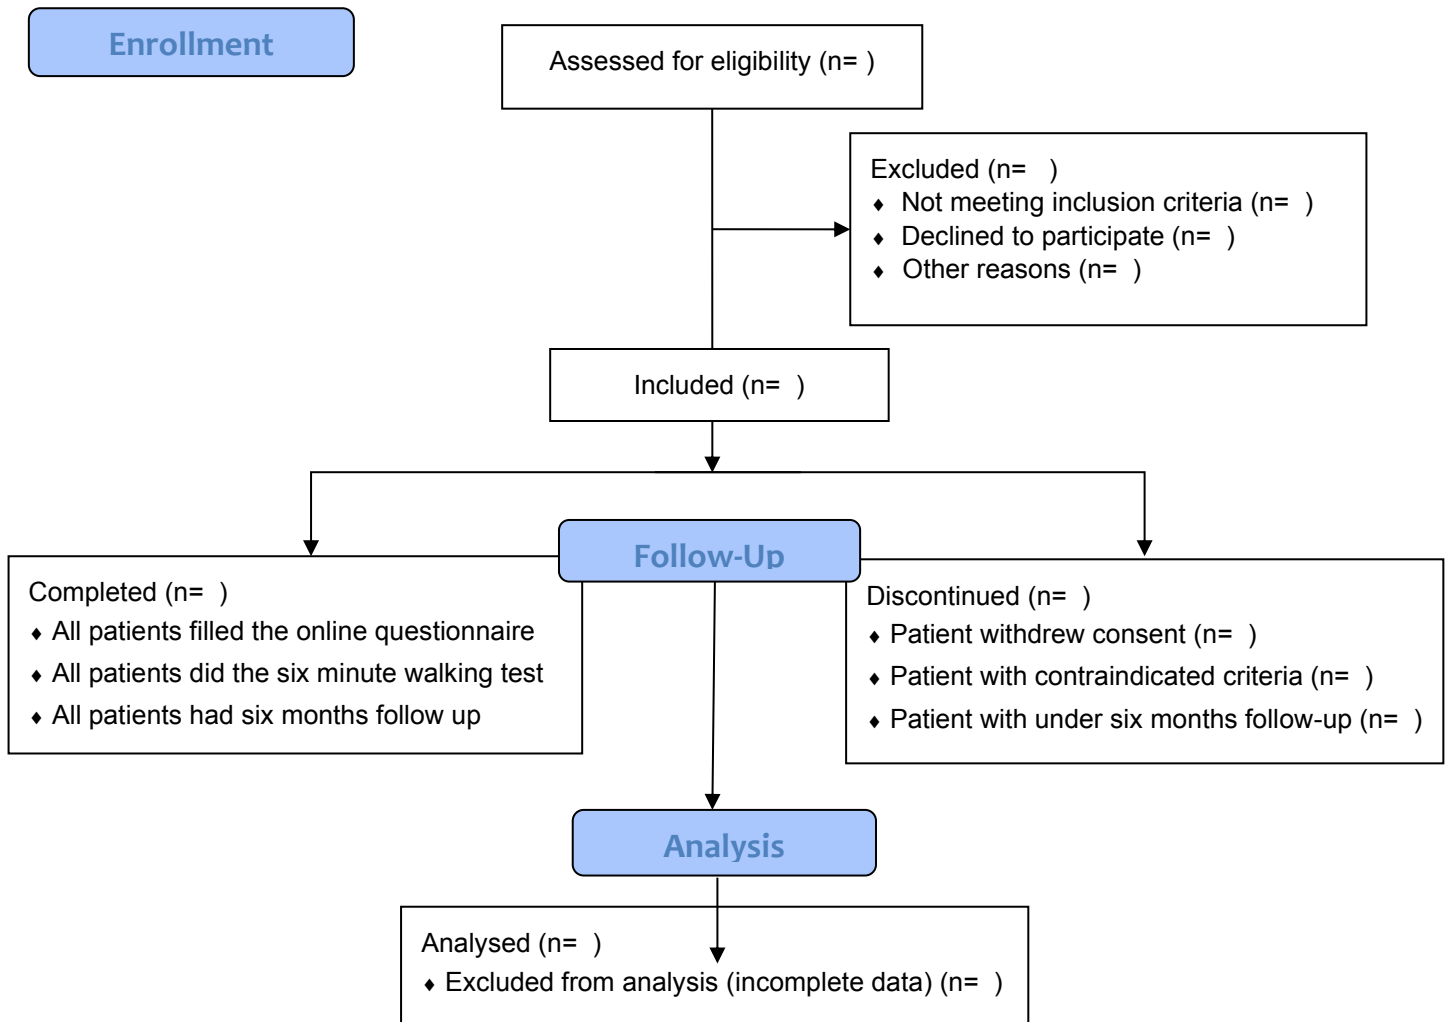 Enrollment
Assessed for eligibility (n= )
Excluded (n=   )
♦ Not meeting inclusion criteria (n=  )
♦ Declined to participate (n=  )
♦ Other reasons (n=  )
Included (n=  )
Follow-Up
Completed (n=  )
♦ All patients filled the online questionnaire
♦ All patients did the six minute walking test
♦ All patients had six months follow up
Discontinued (n=  )
♦ Patient withdrew consent (n=  )
♦ Patient with contraindicated criteria (n=  )
♦ Patient with under six months follow-up (n=  )
Analysis
Analysed (n=  )
♦ Excluded from analysis (incomplete data) (n=  )